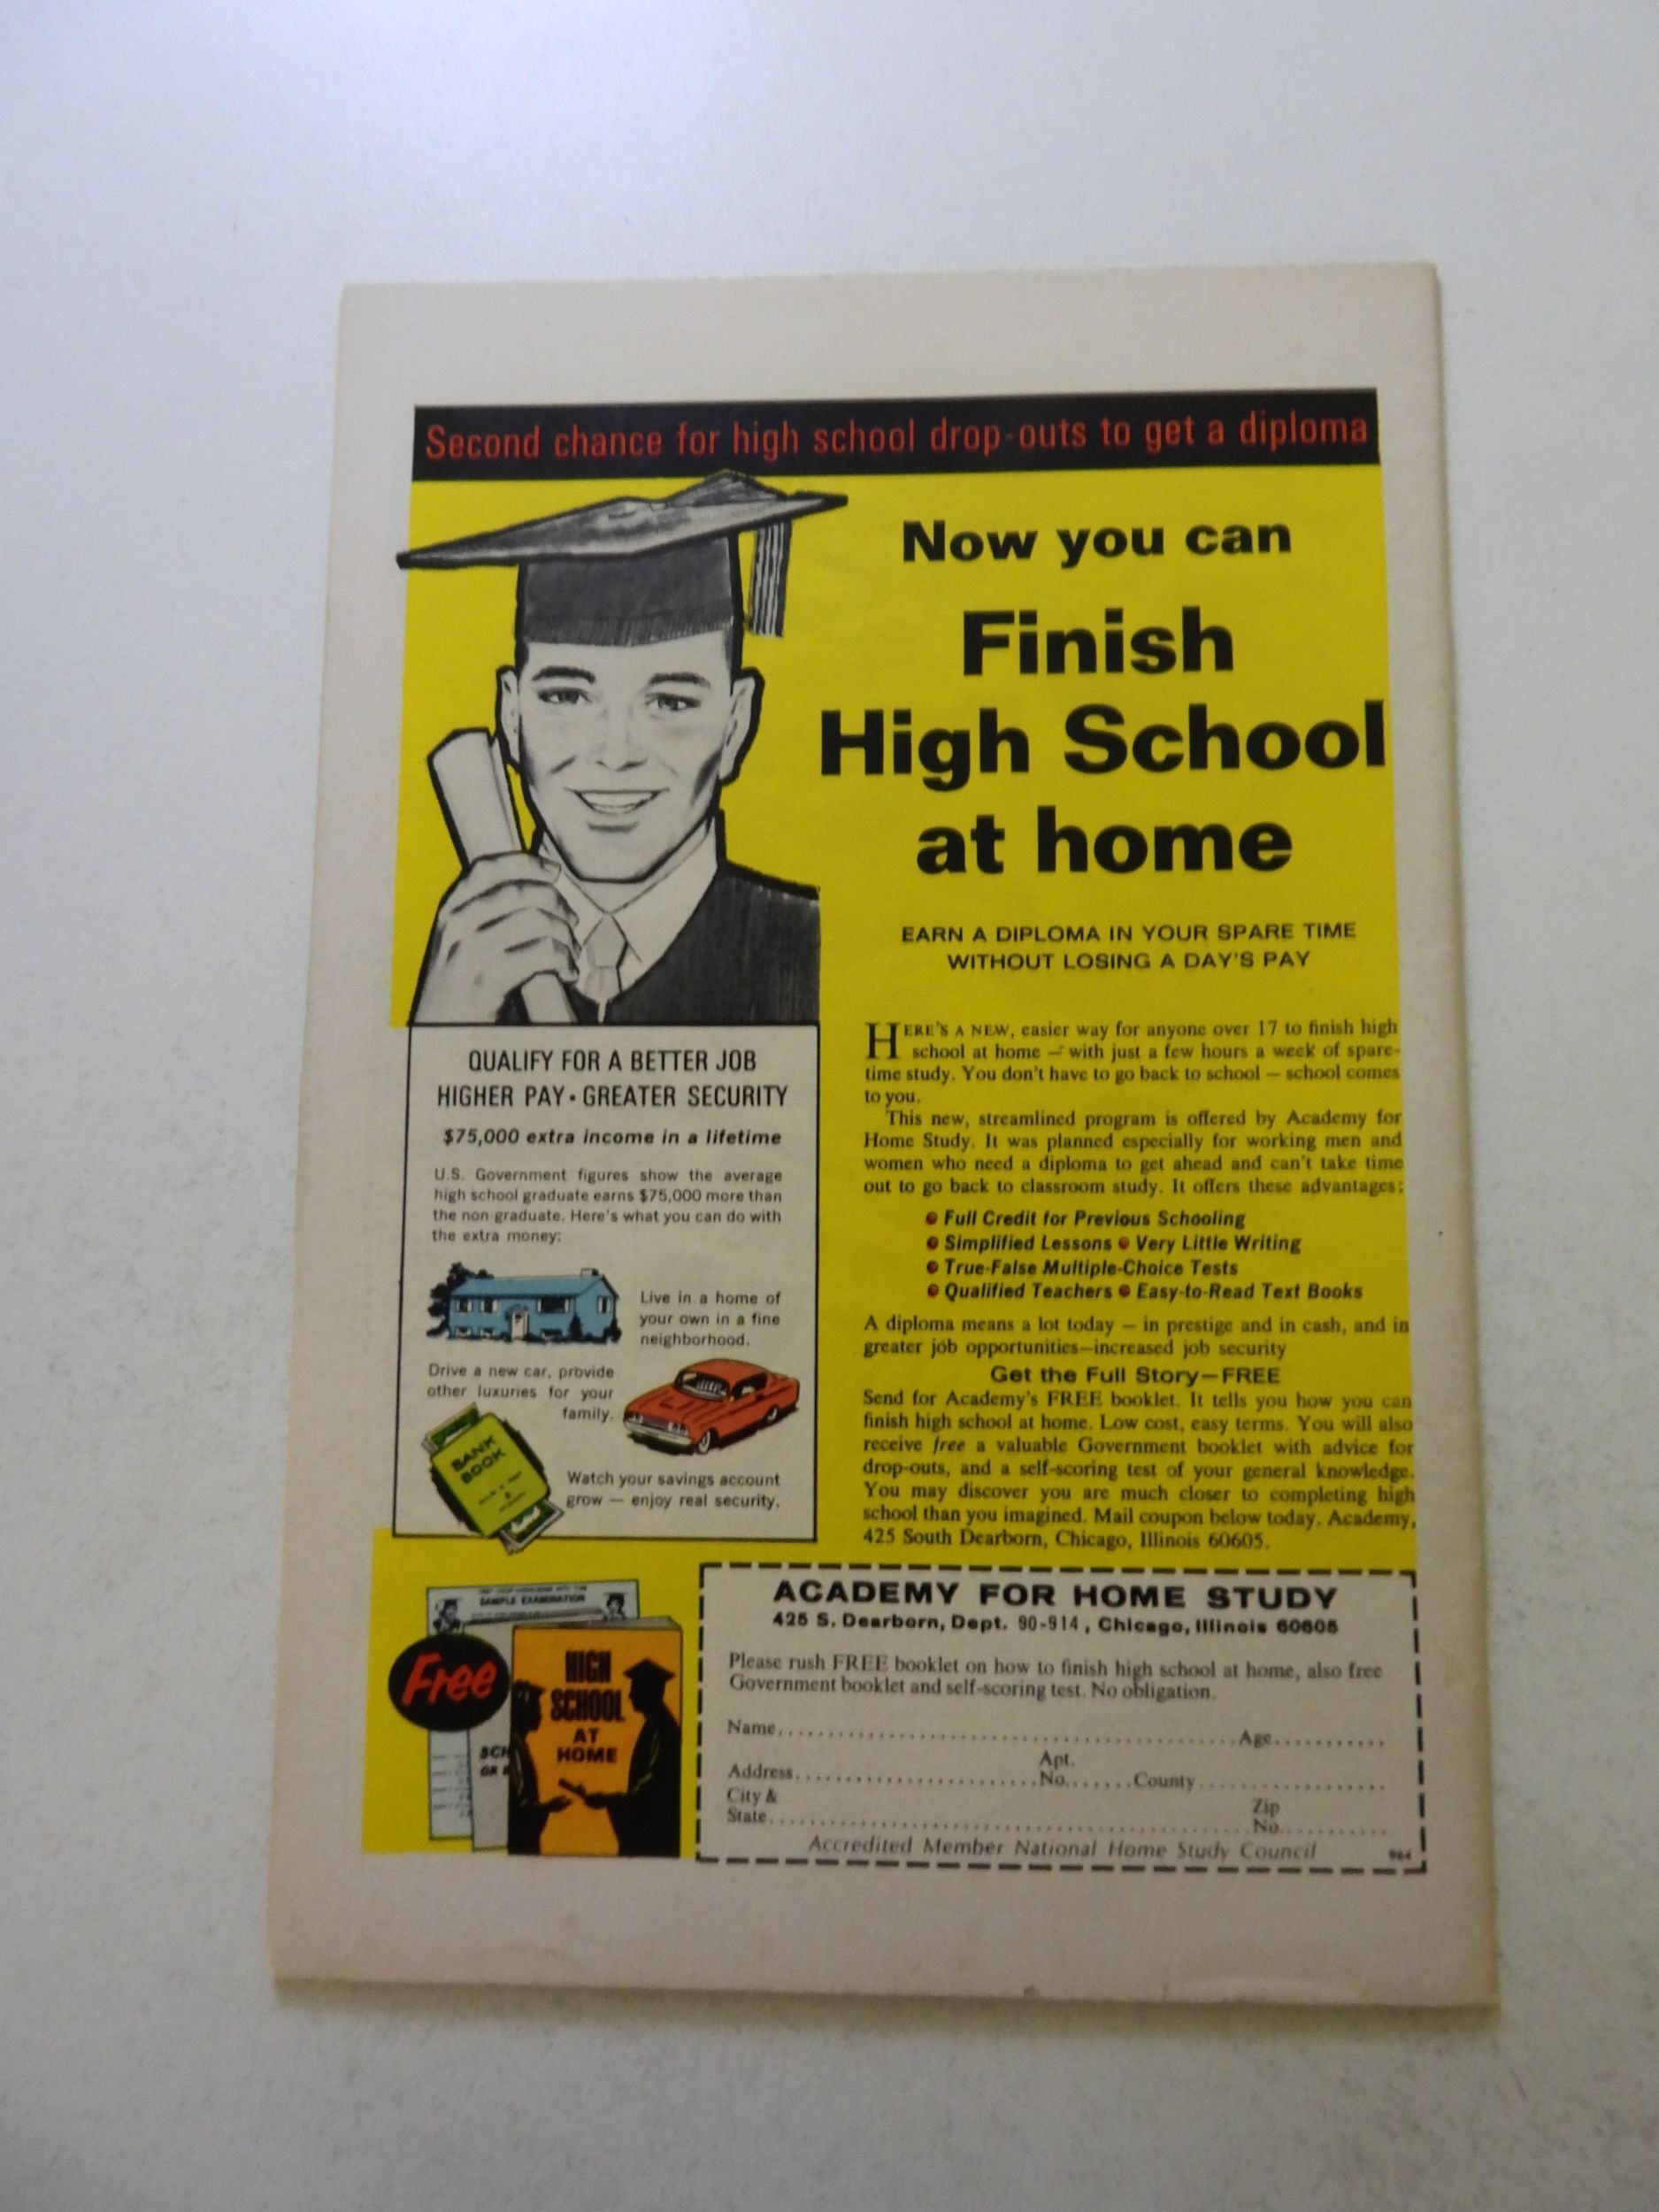 Second chance for high school drop-outs to get a diploma
Now you can
Finish
High School
at home
EARN A DIPLOMA IN YOUR SPARE TIME
WITHOUT LOSING A DAY'S PAY
HERE'S A NEW, easier way for anyone over 17 to finish high
school at home — with just a few hours a week of spare-
time study. You don't have to go back to school — school comes
to you.
This new, streamlined program is offered by Academy for
Home Study. It was planned especially for working men and
women who need a diploma to get ahead and can't take time
out to go back to classroom study. It offers these advantages:
• Full Credit for Previous Schooling
• Simplified Lessons • Very Little Writing
• True-False Multiple-Choice Tests
• Qualified Teachers • Easy-to-Read Text Books
A diploma means a lot today — in prestige and in cash, and in
greater job opportunities—increased job security
Get the Full Story—FREE
Send for Academy's FREE booklet. It tells you how you can
finish high school at home. Low cost, easy terms. You will also
receive free a valuable Government booklet with advice for
drop-outs, and a self-scoring test of your general knowledge.
You may discover you are much closer to completing high
school than you imagined. Mail coupon below today. Academy,
425 South Dearborn, Chicago, Illinois 60605.
QUALIFY FOR A BETTER JOB
HIGHER PAY • GREATER SECURITY
$75,000 extra income in a lifetime
U.S. Government figures show the average
high school graduate earns $75,000 more than
the non graduate. Here's what you can do with
the extra money:
Live in a home of
your own in a fine
neighborhood.
Drive a new car, provide
other luxuries for your
family.
BANK
BOOK
Watch your savings account
grow — enjoy real security.
SAMPLE EXAMINATION
Free
HIGH
SCHOOL
AT
HOME
SCH
OR
ACADEMY FOR HOME STUDY
425 S. Dearborn, Dept. 90-914, Chicago, Illinois 60605
Please rush FREE booklet on how to finish high school at home, also free
Government booklet and self-scoring test. No obligation.
Name.......... Age..........
Address.......... Apt. No....... County..........
City &
State.......... Zip No..........
Accredited Member National Home Study Council 964